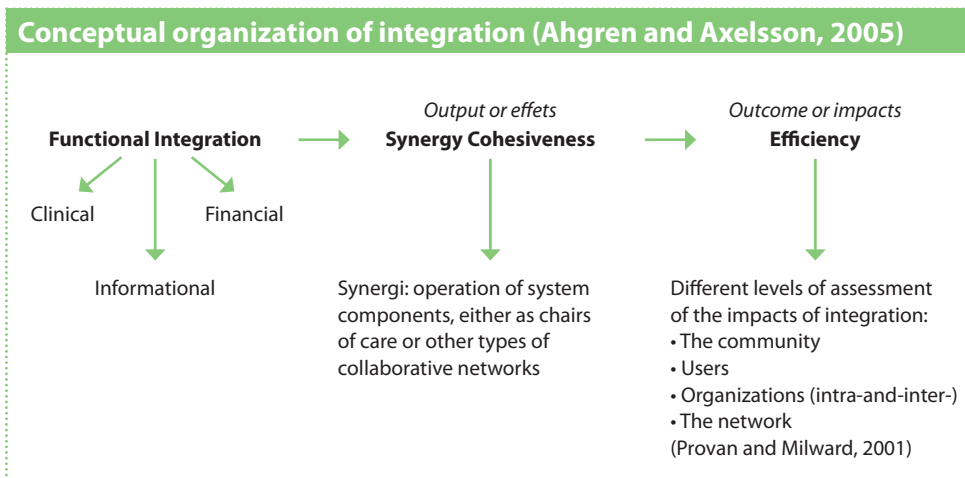 Conceptual organization of integration (Ahgren and Axelsson, 2005)
Functional Integration
Clinical
Financial
Informational
Output or effets
Synergy Cohesiveness
Synergi: operation of system
components, either as chairs
of care or other types of
collaborative networks
Outcome or impacts
Efficiency
Different levels of assessment
of the impacts of integration:
• The community
• Users
• Organizations (intra-and-inter-)
• The network
(Provan and Milward, 2001)